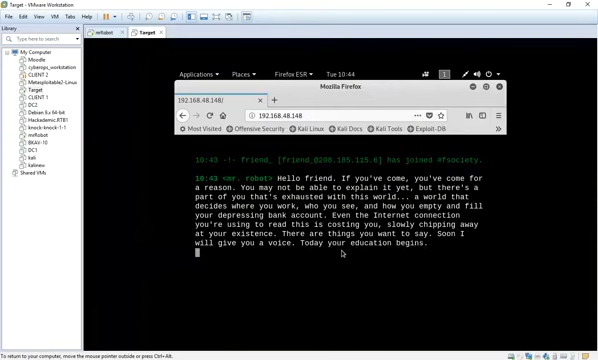 Target - VMware Workstation
File Edit View VM Tabs Help
Library
Type here to search
My Computer
Moodle
cyberops_workstation
CLIENT 2
Metasploitable2-Linux
Target
CLIENT 1
DC2
Debian 9.x 64-bit
Hackademic.RTB1
knock-knock-1-1
mrRobot
BKAV-10
DC1
kali
kalinew
Shared VMs
mrRobot
Target
Applications Places Firefox ESR Tue 10:44 1
Mozilla Firefox
192.168.48.148/
192.168.48.148
Most Visited Offensive Security Kali Linux Kali Docs Kali Tools Exploit-DB
10:43 -!- friend_ [friend_@208.185.115.6] has joined #fsociety.
10:43 <mr. robot> Hello friend. If you've come, you've come for
a reason. You may not be able to explain it yet, but there's a
part of you that's exhausted with this world... a world that
decides where you work, who you see, and how you empty and fill
your depressing bank account. Even the Internet connection
you're using to read this is costing you, slowly chipping away
at your existence. There are things you want to say. Soon I
will give you a voice. Today your education begins.
To return to your computer, move the mouse pointer outside or press Ctrl+Alt.